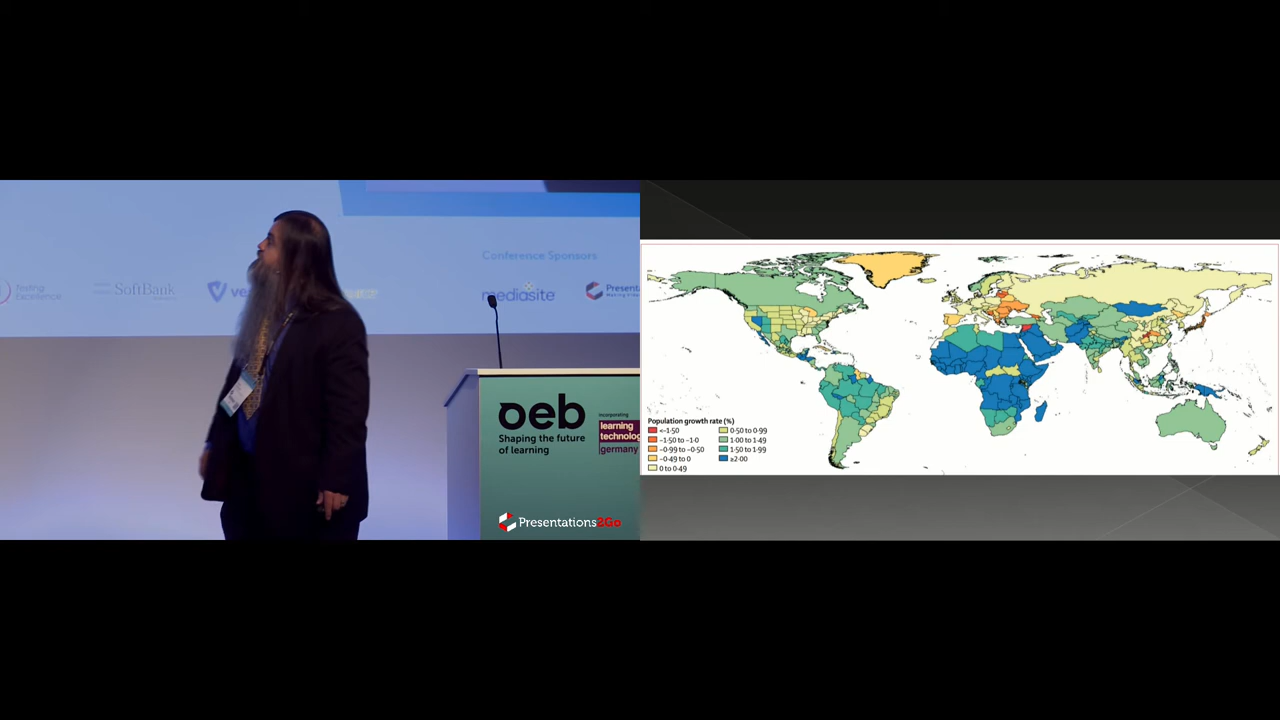 Conference Sponsors
SoftBank
mediasite
oeb
Shaping the future
of learning
incorporating
learning
germany
Presentations2Go
Population growth rate (%)
<–1·50
–1·50 to –1·0
–0·99 to –0·50
–0·49 to 0
0 to 0·49
0·50 to 0·99
1·00 to 1·49
1·50 to 1·99
≥2·00